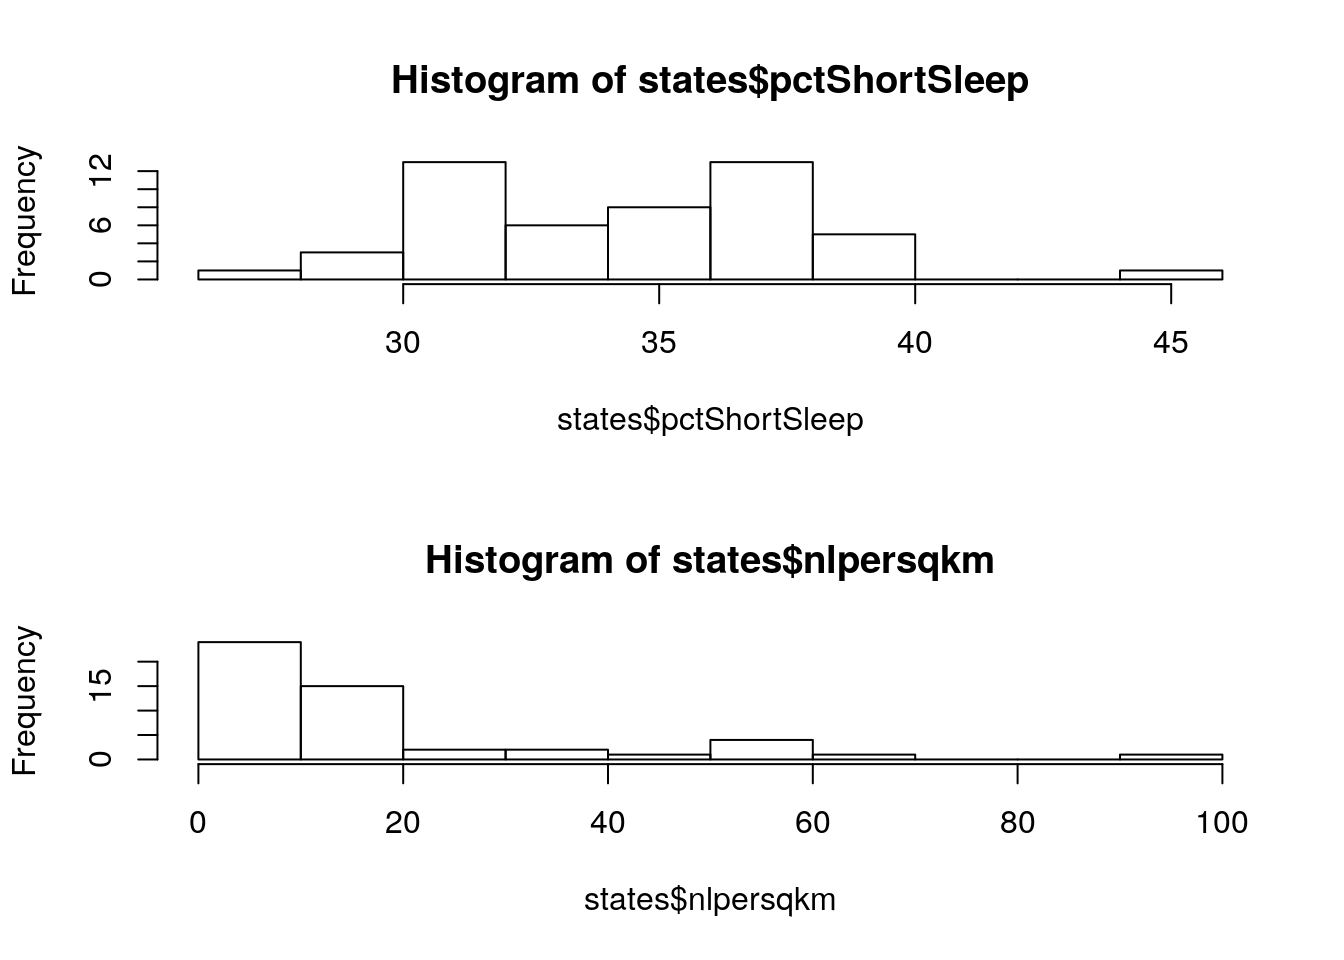 Histogram of states$pctShortSleep
Frequency
12
6
0
30 35 40 45
states$pctShortSleep
Histogram of states$nlpersqkm
Frequency
15
0
0 20 40 60 80 100
states$nlpersqkm